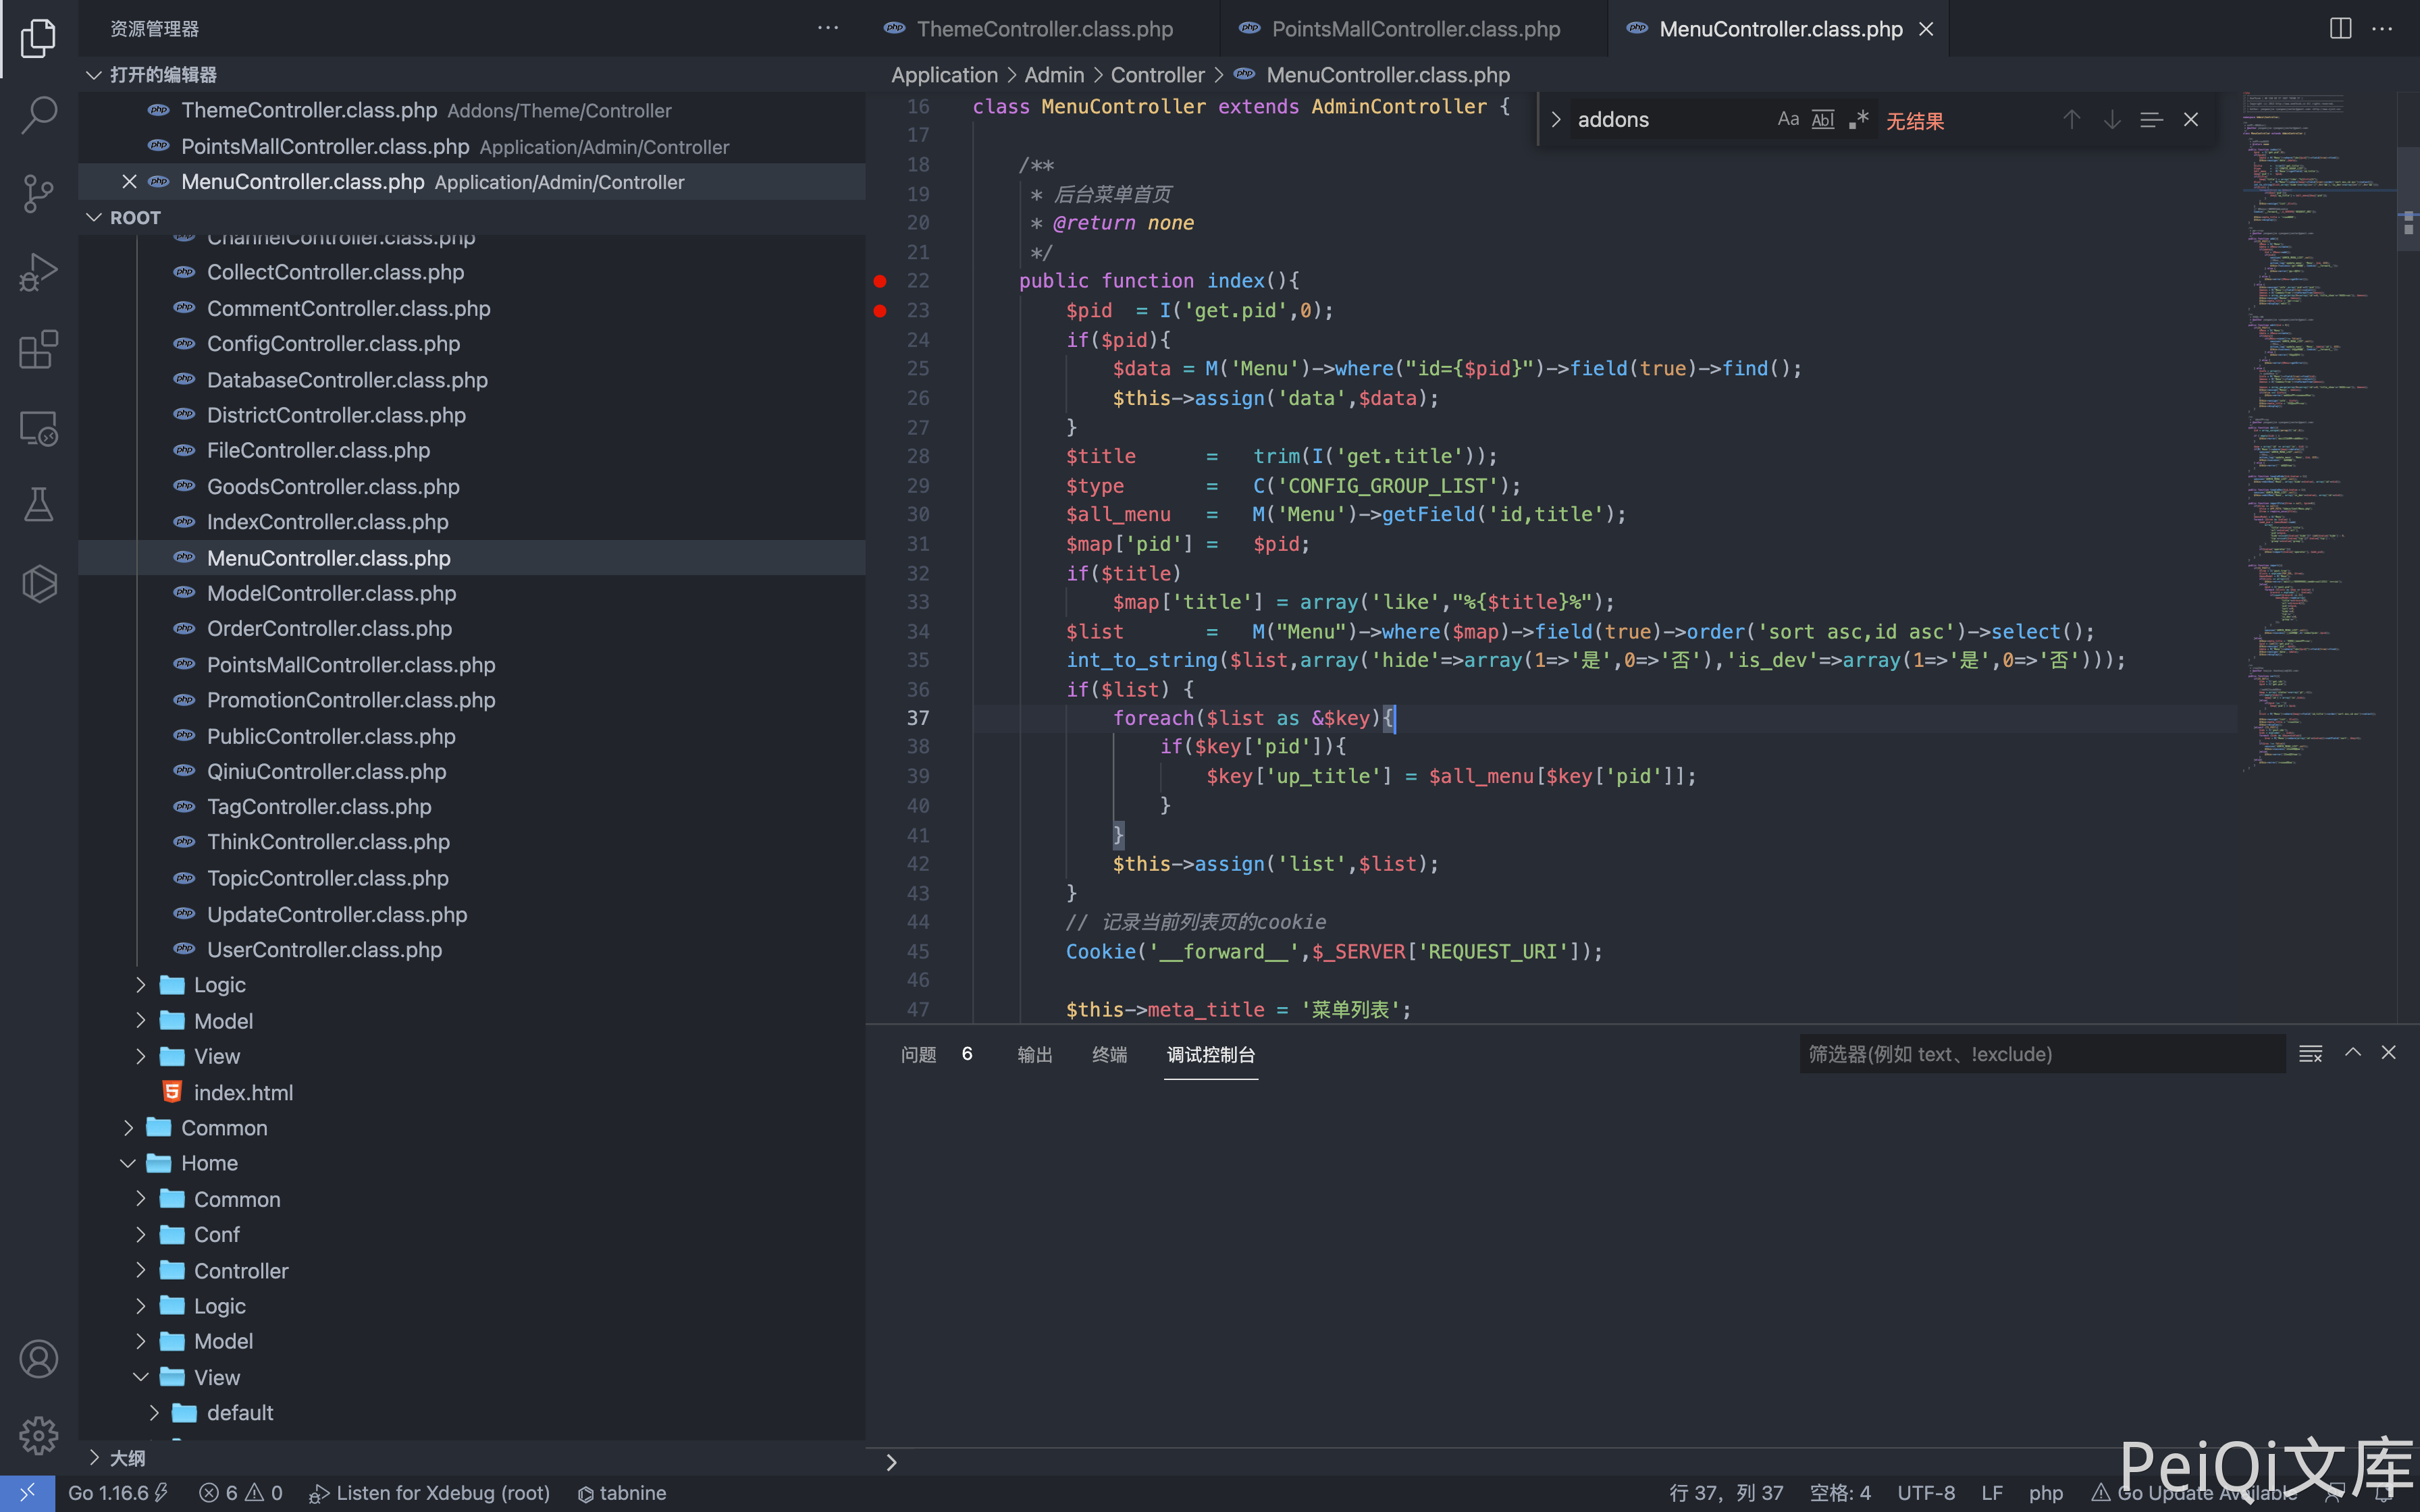 资源管理器
打开的编辑器
ThemeController.class.php Addons/Theme/Controller
PointsMallController.class.php Application/Admin/Controller
MenuController.class.php Application/Admin/Controller
ROOT
ChannelController.class.php
CollectController.class.php
CommentController.class.php
ConfigController.class.php
DatabaseController.class.php
DistrictController.class.php
FileController.class.php
GoodsController.class.php
IndexController.class.php
MenuController.class.php
ModelController.class.php
OrderController.class.php
PointsMallController.class.php
PromotionController.class.php
PublicController.class.php
QiniuController.class.php
TagController.class.php
ThinkController.class.php
TopicController.class.php
UpdateController.class.php
UserController.class.php
Logic
Model
View
index.html
Common
Home
Common
Conf
Controller
Logic
Model
View
default
大纲
ThemeController.class.php PointsMallController.class.php MenuController.class.php
Application > Admin > Controller > MenuController.class.php
addons Aa Abl .* 无结果
16 class MenuController extends AdminController {
17
18 /**
19 * 后台菜单首页
20 * @return none
21 */
22 public function index(){
23 $pid  = I('get.pid',0);
24 if($pid){
25 $data = M('Menu')->where("id={$pid}")->field(true)->find();
26 $this->assign('data',$data);
27 }
28 $title      =   trim(I('get.title'));
29 $type       =   C('CONFIG_GROUP_LIST');
30 $all_menu   =   M('Menu')->getField('id,title');
31 $map['pid'] =   $pid;
32 if($title)
33 $map['title'] = array('like',"%{$title}%");
34 $list       =   M("Menu")->where($map)->field(true)->order('sort asc,id asc')->select();
35 int_to_string($list,array('hide'=>array(1=>'是',0=>'否'),'is_dev'=>array(1=>'是',0=>'否')));
36 if($list) {
37 foreach($list as &$key){
38 if($key['pid']){
39 $key['up_title'] = $all_menu[$key['pid']];
40 }
41 }
42 $this->assign('list',$list);
43 }
44 // 记录当前列表页的cookie
45 Cookie('__forward__',$_SERVER['REQUEST_URI']);
46
47 $this->meta_title = '菜单列表';
问题 6 输出 终端 调试控制台 筛选器(例如 text、!exclude)
Go 1.16.6 6 0 Listen for Xdebug (root) tabnine 行 37，列 37 空格: 4 UTF-8 LF php Go Update Available
PeiQi文库